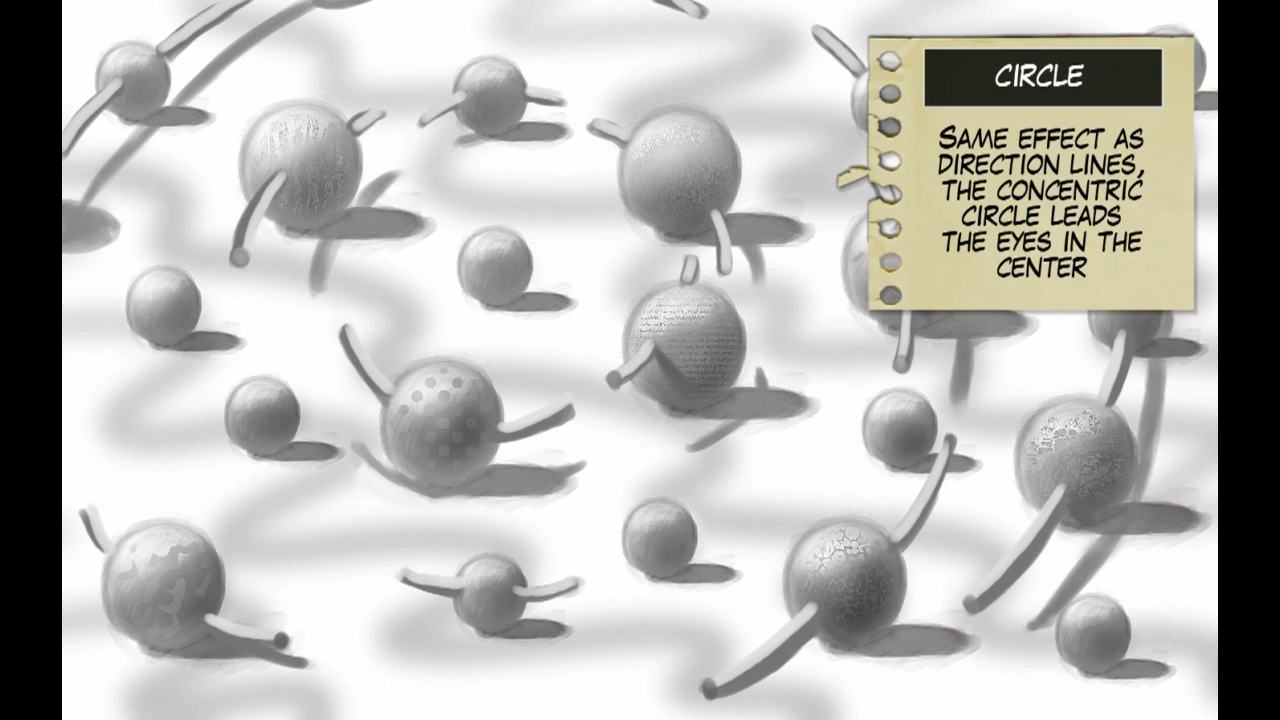 CIRCLE
SAME EFFECT AS
DIRECTION LINES,
THE CONCENTRIC
CIRCLE LEADS
THE EYES IN THE
CENTER